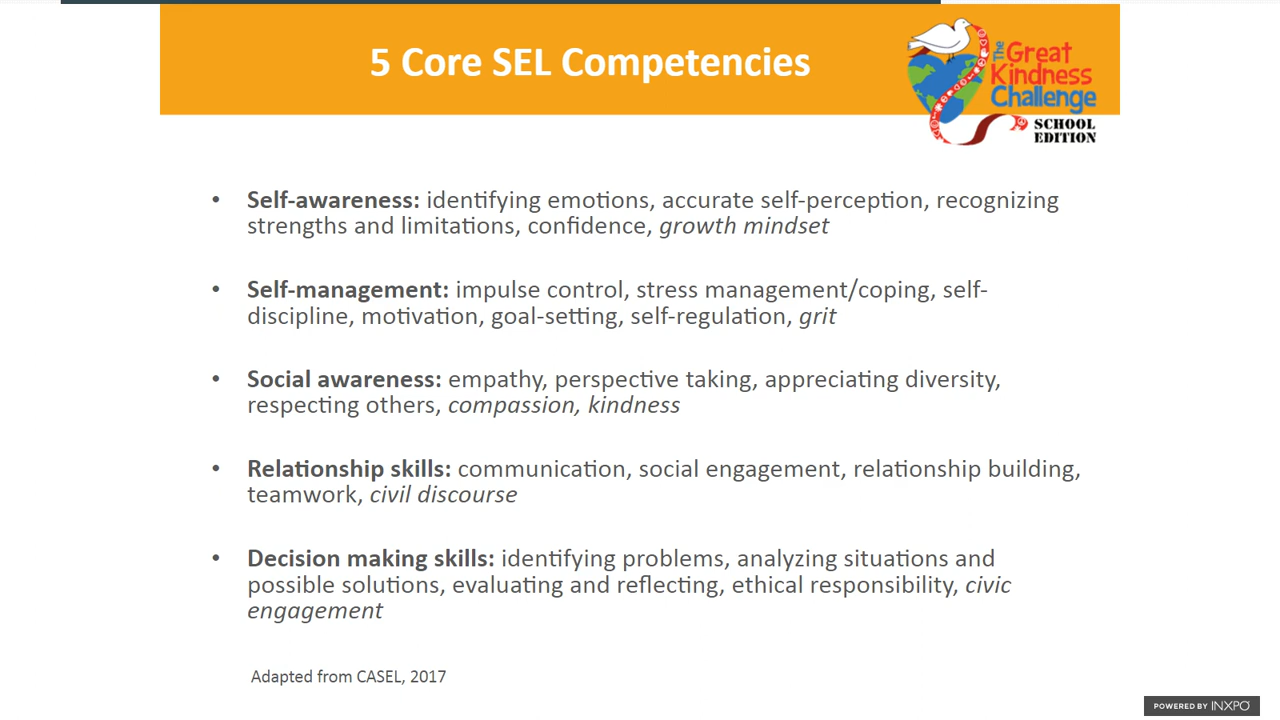 5 Core SEL Competencies
The Great
Kindness
Challenge
SCHOOL
EDITION
• Self-awareness: identifying emotions, accurate self-perception, recognizing
strengths and limitations, confidence, growth mindset
• Self-management: impulse control, stress management/coping, self-
discipline, motivation, goal-setting, self-regulation, grit
• Social awareness: empathy, perspective taking, appreciating diversity,
respecting others, compassion, kindness
• Relationship skills: communication, social engagement, relationship building,
teamwork, civil discourse
• Decision making skills: identifying problems, analyzing situations and
possible solutions, evaluating and reflecting, ethical responsibility, civic
engagement
Adapted from CASEL, 2017
POWERED BY INXPO